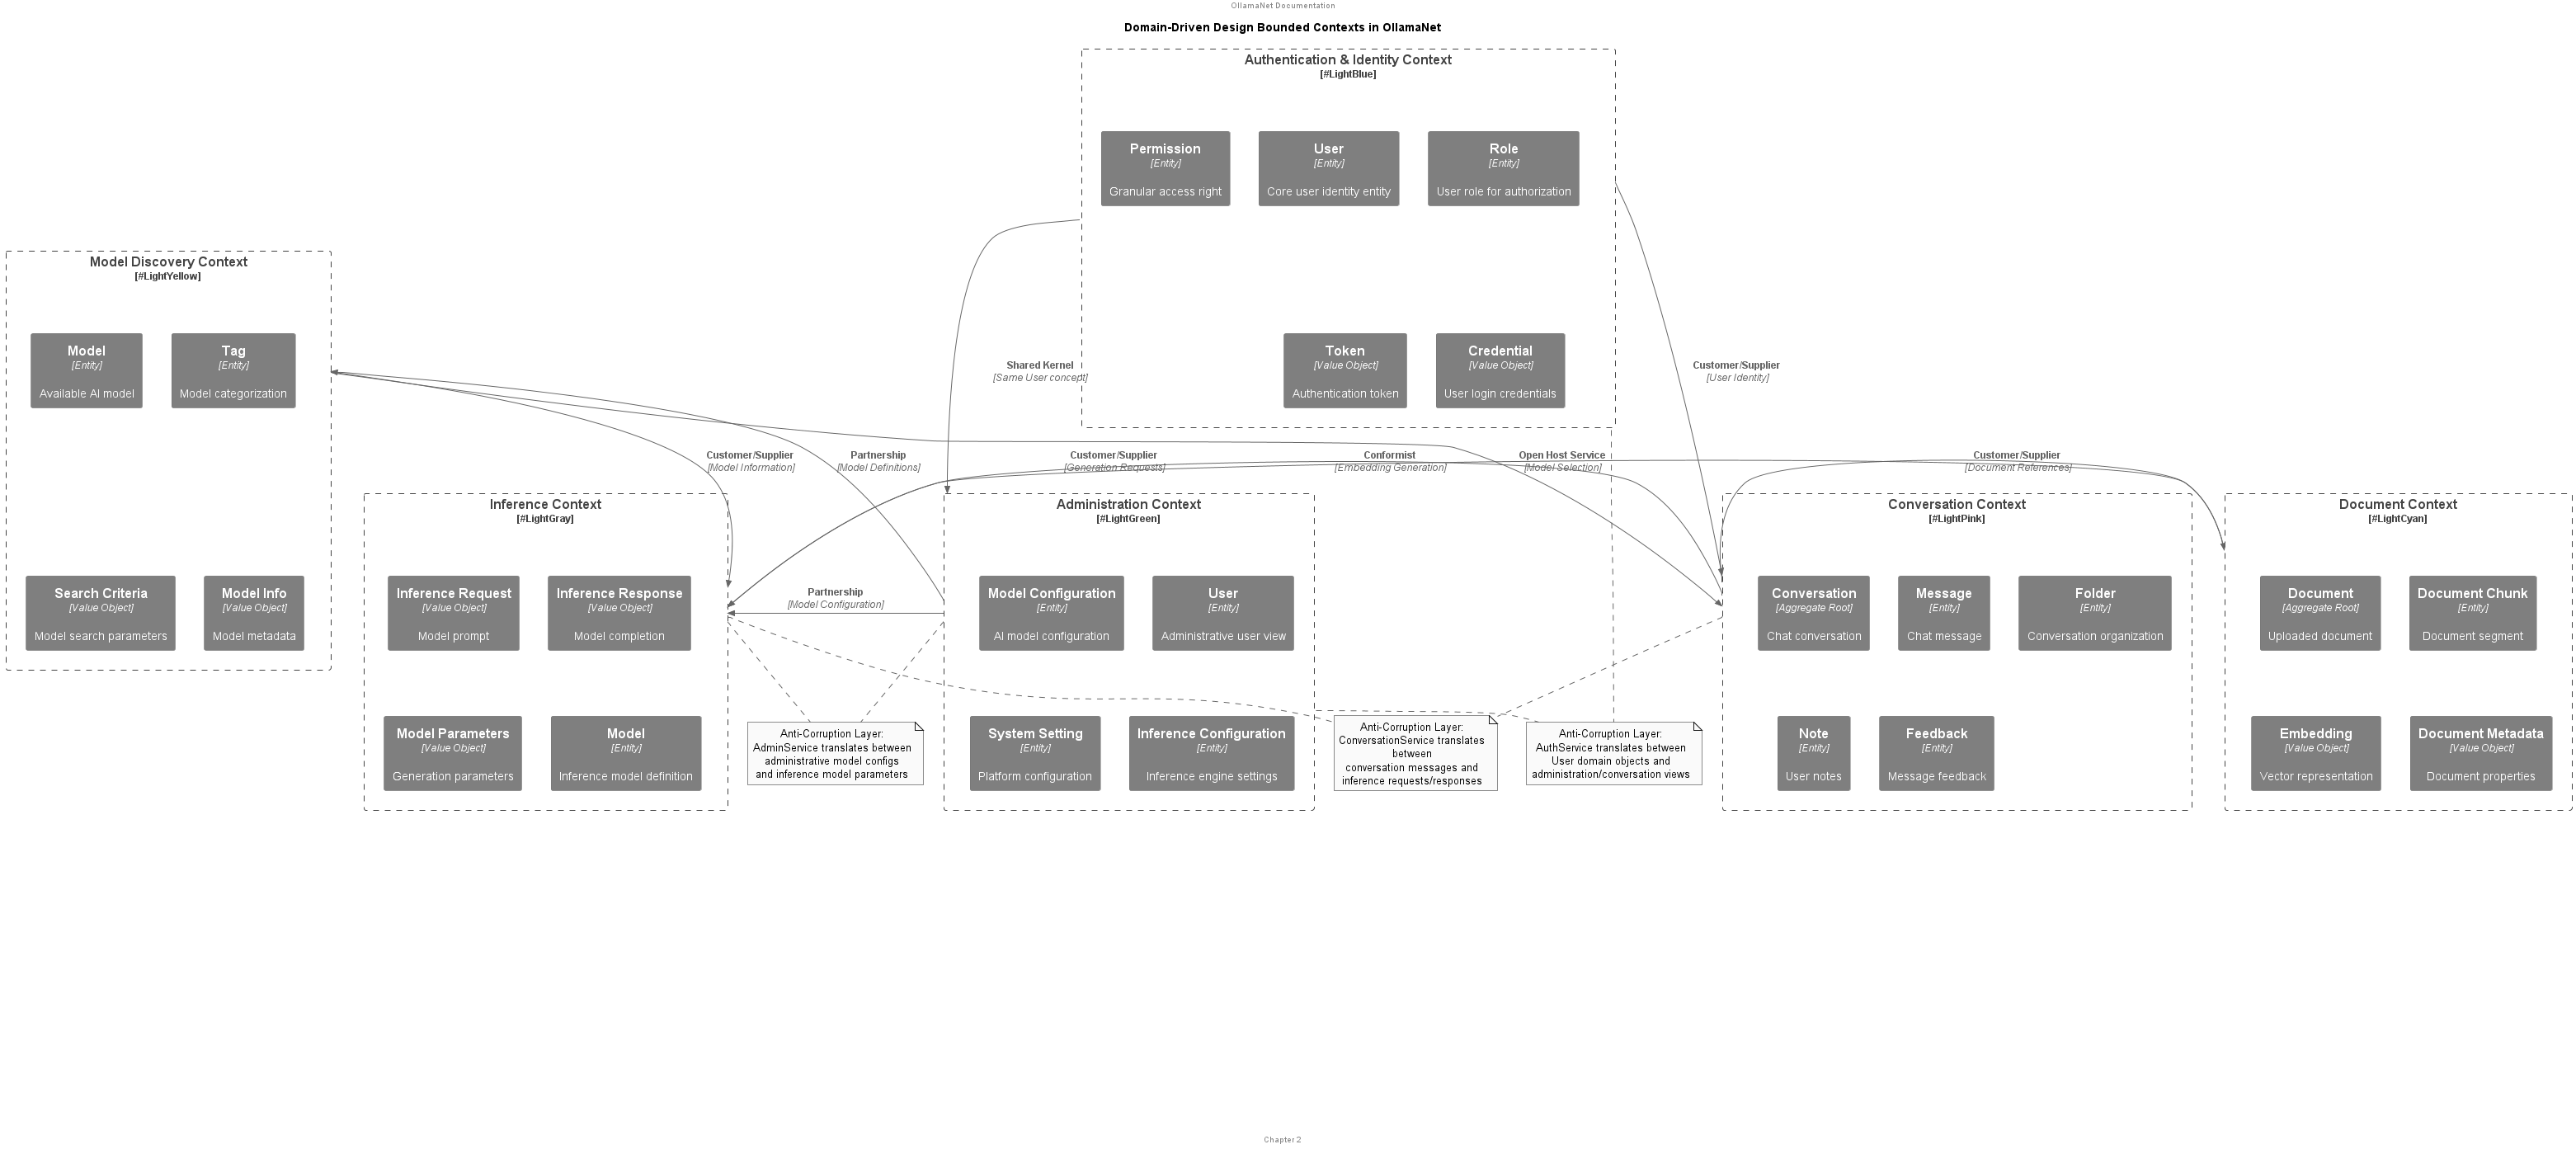 OllamaNet Documentation
Domain-Driven Design Bounded Contexts in OllamaNet
Authentication & Identity Context
[#LightBlue]
Permission
[Entity]
Granular access right
User
[Entity]
Core user identity entity
Role
[Entity]
User role for authorization
Token
[Value Object]
Authentication token
Credential
[Value Object]
User login credentials
Model Discovery Context
[#LightYellow]
Model
[Entity]
Available AI model
Tag
[Entity]
Model categorization
Search Criteria
[Value Object]
Model search parameters
Model Info
[Value Object]
Model metadata
Shared Kernel
[Same User concept]
Customer/Supplier
[User Identity]
Customer/Supplier
[Model Information]
Partnership
[Model Definitions]
Customer/Supplier
[Generation Requests]
Conformist
[Embedding Generation]
Open Host Service
[Model Selection]
Customer/Supplier
[Document References]
Inference Context
[#LightGray]
Inference Request
[Value Object]
Model prompt
Inference Response
[Value Object]
Model completion
Model Parameters
[Value Object]
Generation parameters
Model
[Entity]
Inference model definition
Partnership
[Model Configuration]
Administration Context
[#LightGreen]
Model Configuration
[Entity]
AI model configuration
User
[Entity]
Administrative user view
System Setting
[Entity]
Platform configuration
Inference Configuration
[Entity]
Inference engine settings
Conversation Context
[#LightPink]
Conversation
[Aggregate Root]
Chat conversation
Message
[Entity]
Chat message
Folder
[Entity]
Conversation organization
Note
[Entity]
User notes
Feedback
[Entity]
Message feedback
Document Context
[#LightCyan]
Document
[Aggregate Root]
Uploaded document
Document Chunk
[Entity]
Document segment
Embedding
[Value Object]
Vector representation
Document Metadata
[Value Object]
Document properties
Anti-Corruption Layer:
AdminService translates between
administrative model configs
and inference model parameters
Anti-Corruption Layer:
ConversationService translates
between
conversation messages and
inference requests/responses
Anti-Corruption Layer:
AuthService translates between
User domain objects and
administration/conversation views
Chapter 2